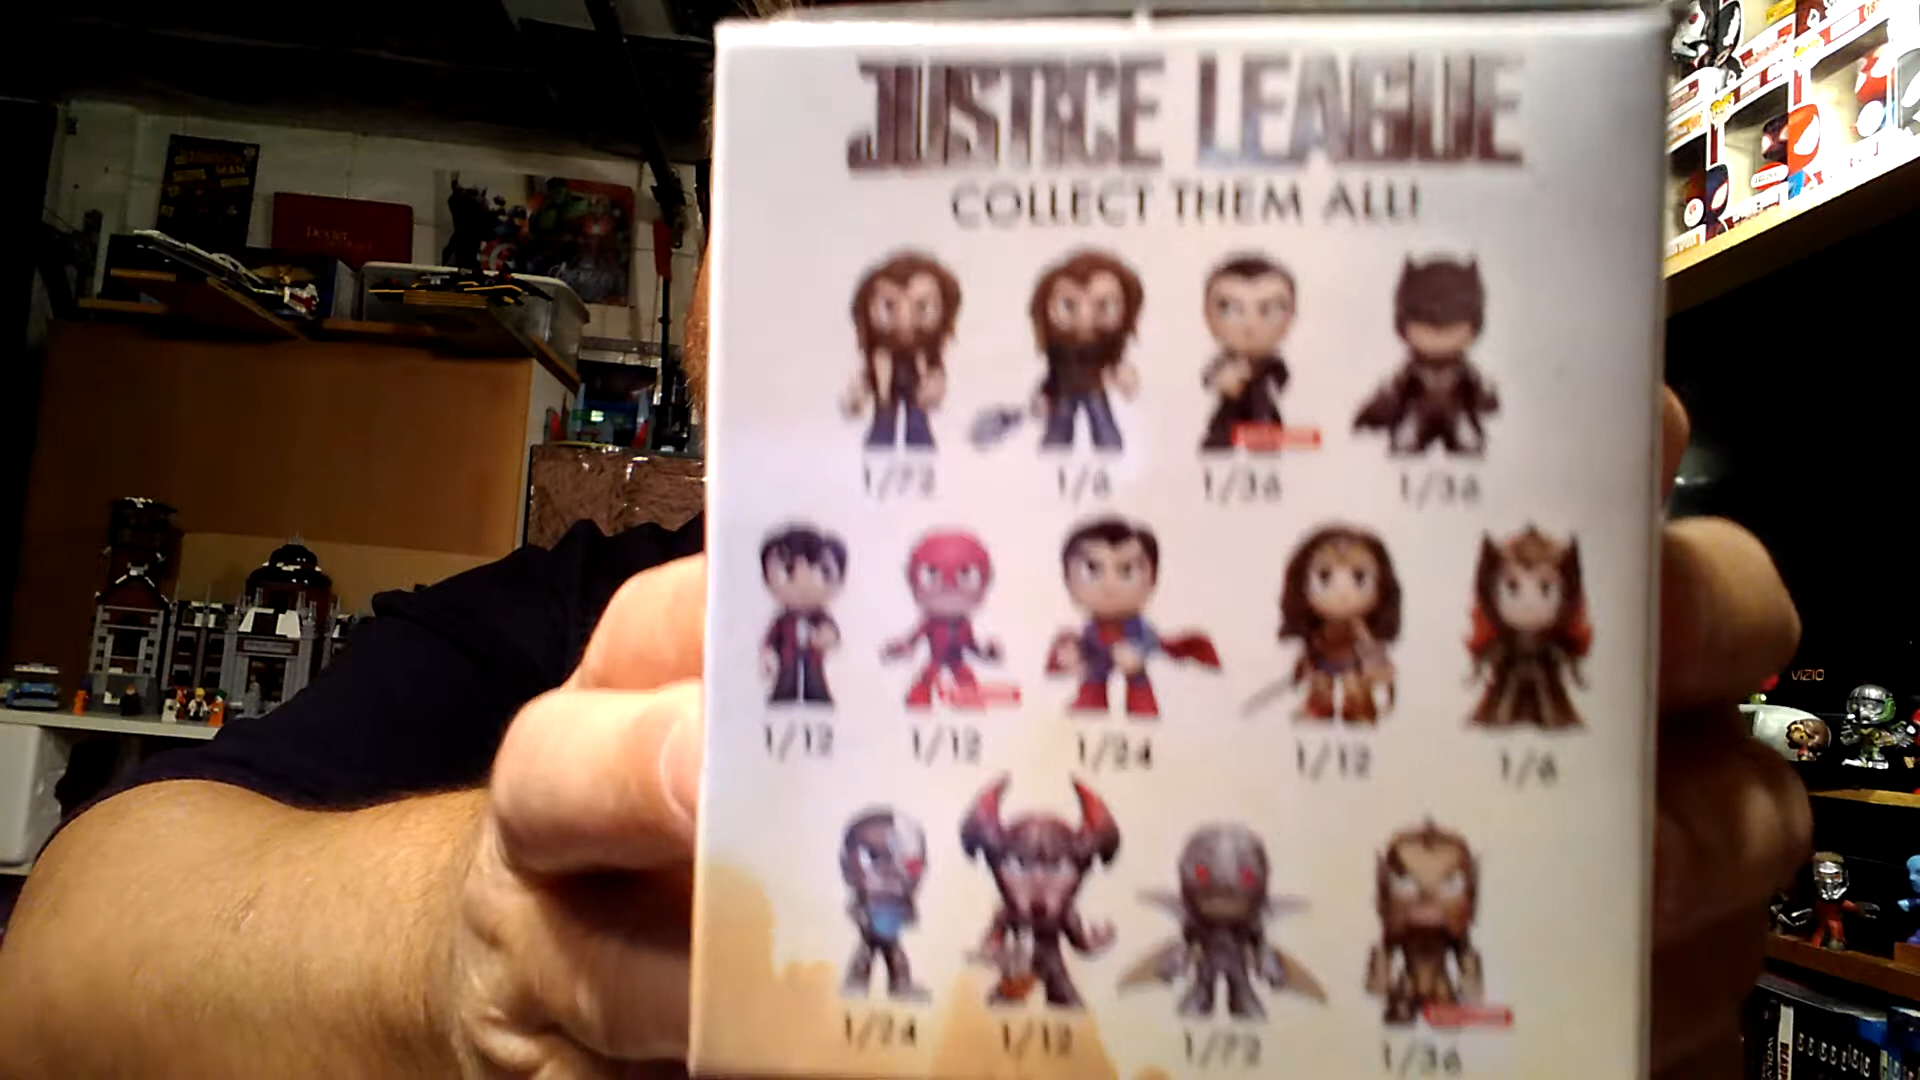 JUSTICE LEAGUE
COLLECT THEM ALL!
1/72 1/6 1/36 1/36
1/12 1/12 1/24 1/12 1/6
1/24 1/12 1/72 1/36
VIZIO